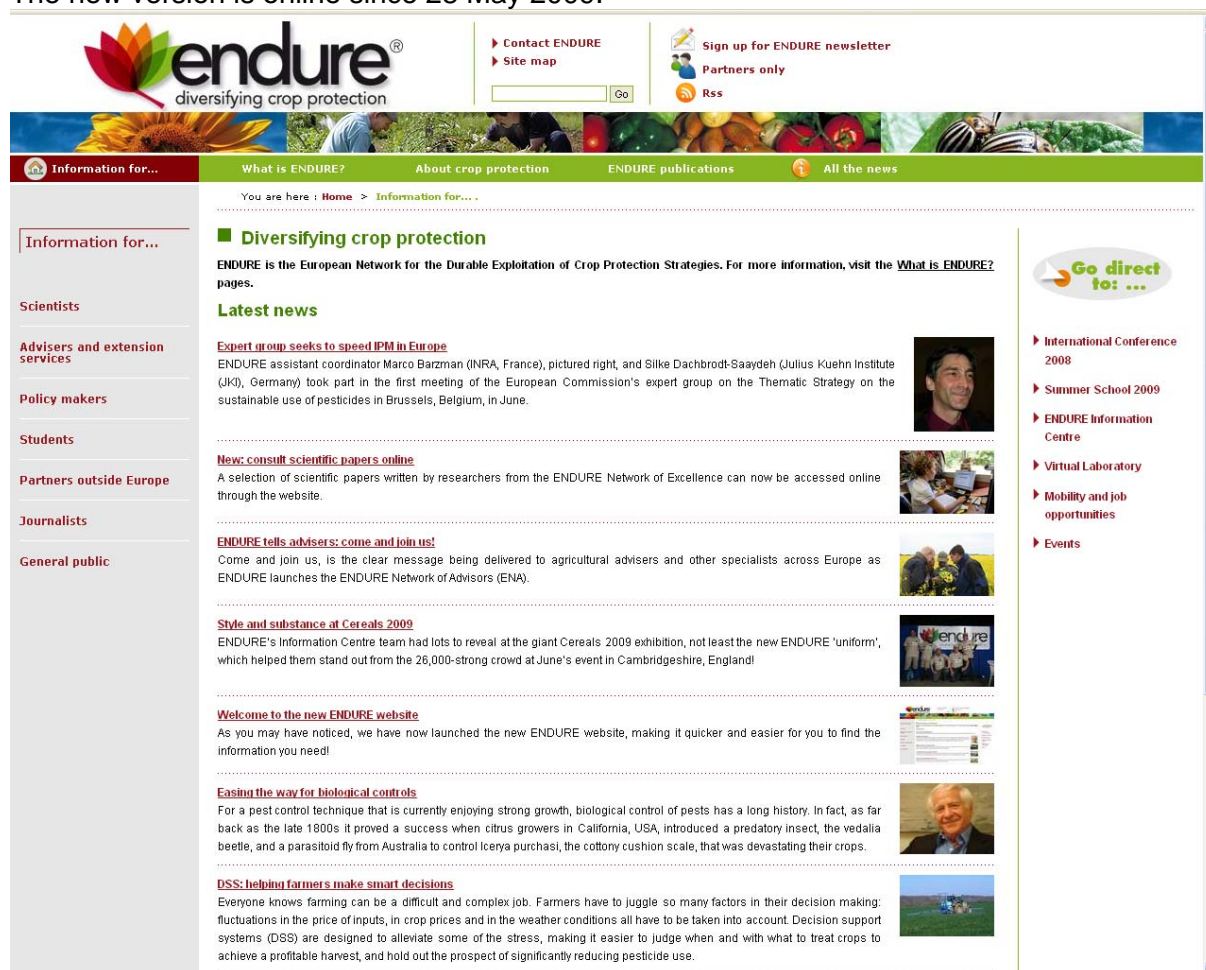 endure®
diversifying crop protection
Contact ENDURE
Site map
Go
Sign up for ENDURE newsletter
Partners only
Rss
Information for...
What is ENDURE?
About crop protection
ENDURE publications
All the news
You are here : Home > Information for... .
Information for...
Scientists
Advisers and extension
services
Policy makers
Students
Partners outside Europe
Journalists
General public
Diversifying crop protection
ENDURE is the European Network for the Durable Exploitation of Crop Protection Strategies. For more information, visit the What is ENDURE?
pages.
Latest news
Expert group seeks to speed IPM in Europe
ENDURE assistant coordinator Marco Barzman (INRA, France), pictured right, and Silke Dachbrodt-Saaydeh (Julius Kuehn Institute
(JKI), Germany) took part in the first meeting of the European Commission's expert group on the Thematic Strategy on the
sustainable use of pesticides in Brussels, Belgium, in June.
New: consult scientific papers online
A selection of scientific papers written by researchers from the ENDURE Network of Excellence can now be accessed online
through the website.
ENDURE tells advisers: come and join us!
Come and join us, is the clear message being delivered to agricultural advisers and other specialists across Europe as
ENDURE launches the ENDURE Network of Advisors (ENA).
Style and substance at Cereals 2009
ENDURE's Information Centre team had lots to reveal at the giant Cereals 2009 exhibition, not least the new ENDURE 'uniform',
which helped them stand out from the 26,000-strong crowd at June's event in Cambridgeshire, England!
endure
Welcome to the new ENDURE website
As you may have noticed, we have now launched the new ENDURE website, making it quicker and easier for you to find the
information you need!
endure
Easing the way for biological controls
For a pest control technique that is currently enjoying strong growth, biological control of pests has a long history. In fact, as far
back as the late 1800s it proved a success when citrus growers in California, USA, introduced a predatory insect, the vedalia
beetle, and a parasitoid fly from Australia to control Icerya purchasi, the cottony cushion scale, that was devastating their crops.
DSS: helping farmers make smart decisions
Everyone knows farming can be a difficult and complex job. Farmers have to juggle so many factors in their decision making:
fluctuations in the price of inputs, in crop prices and in the weather conditions all have to be taken into account. Decision support
systems (DSS) are designed to alleviate some of the stress, making it easier to judge when and with what to treat crops to
achieve a profitable harvest, and hold out the prospect of significantly reducing pesticide use.
Go direct
to: ...
International Conference
2008
Summer School 2009
ENDURE Information
Centre
Virtual Laboratory
Mobility and job
opportunities
Events